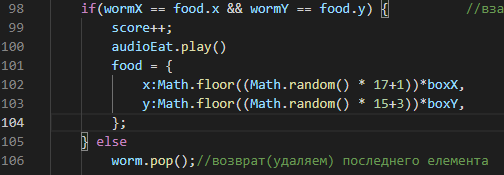 98 if(wormX == food.x && wormY == food.y) { //вза
99 score++;
100 audioEat.play()
101 food = {
102 x:Math.floor((Math.random() * 17+1))*boxX,
103 y:Math.floor((Math.random() * 15+3))*boxY,
104 };
105 } else
106 worm.pop();//возврат(удаляем) последнего елемента